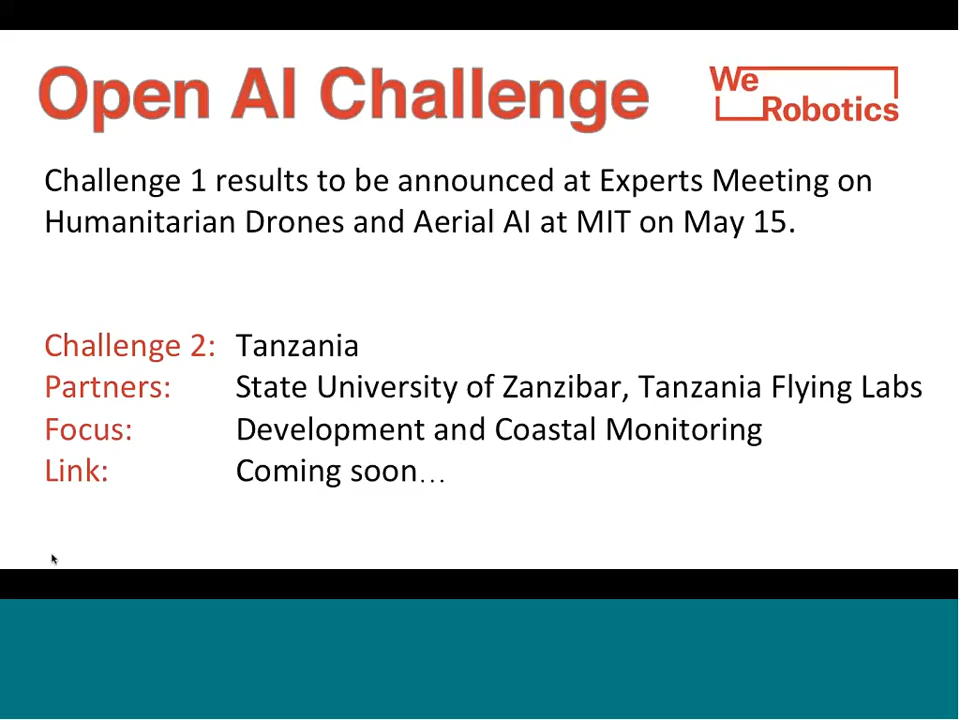 Open AI Challenge
We
Robotics
Challenge 1 results to be announced at Experts Meeting on
Humanitarian Drones and Aerial AI at MIT on May 15.
Challenge 2: Tanzania
Partners: State University of Zanzibar, Tanzania Flying Labs
Focus: Development and Coastal Monitoring
Link: Coming soon…